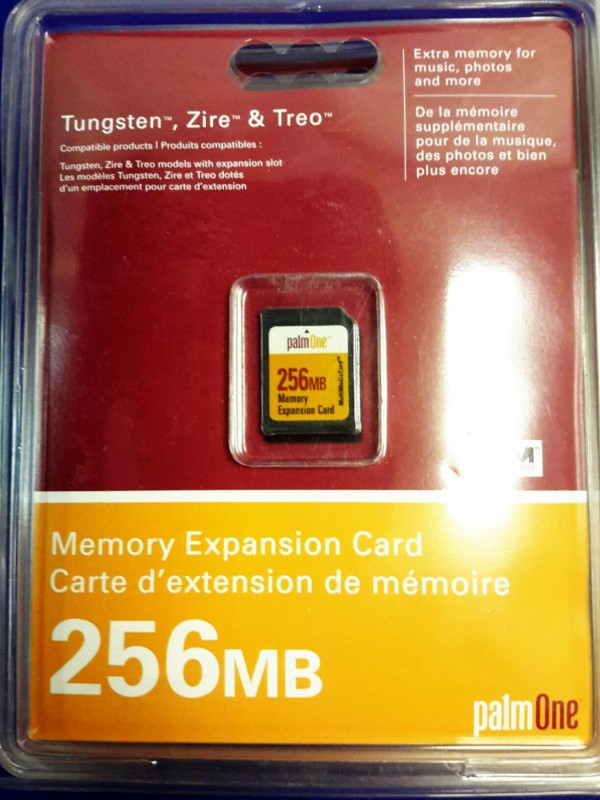 Extra memory for
music, photos
and more
De la mémoire
supplémentaire
pour de la musique,
des photos et bien
plus encore
Tungsten™, Zire™ & Treo™
Compatible products | Produits compatibles :
Tungsten, Zire & Treo models with expansion slot
Les modèles Tungsten, Zire et Treo dotés
d'un emplacement pour carte d'extension
palmOne™
256MB
Memory
Expansion Card
MultiMediaCard™
Memory Expansion Card
Carte d'extension de mémoire
256MB
palmOne™